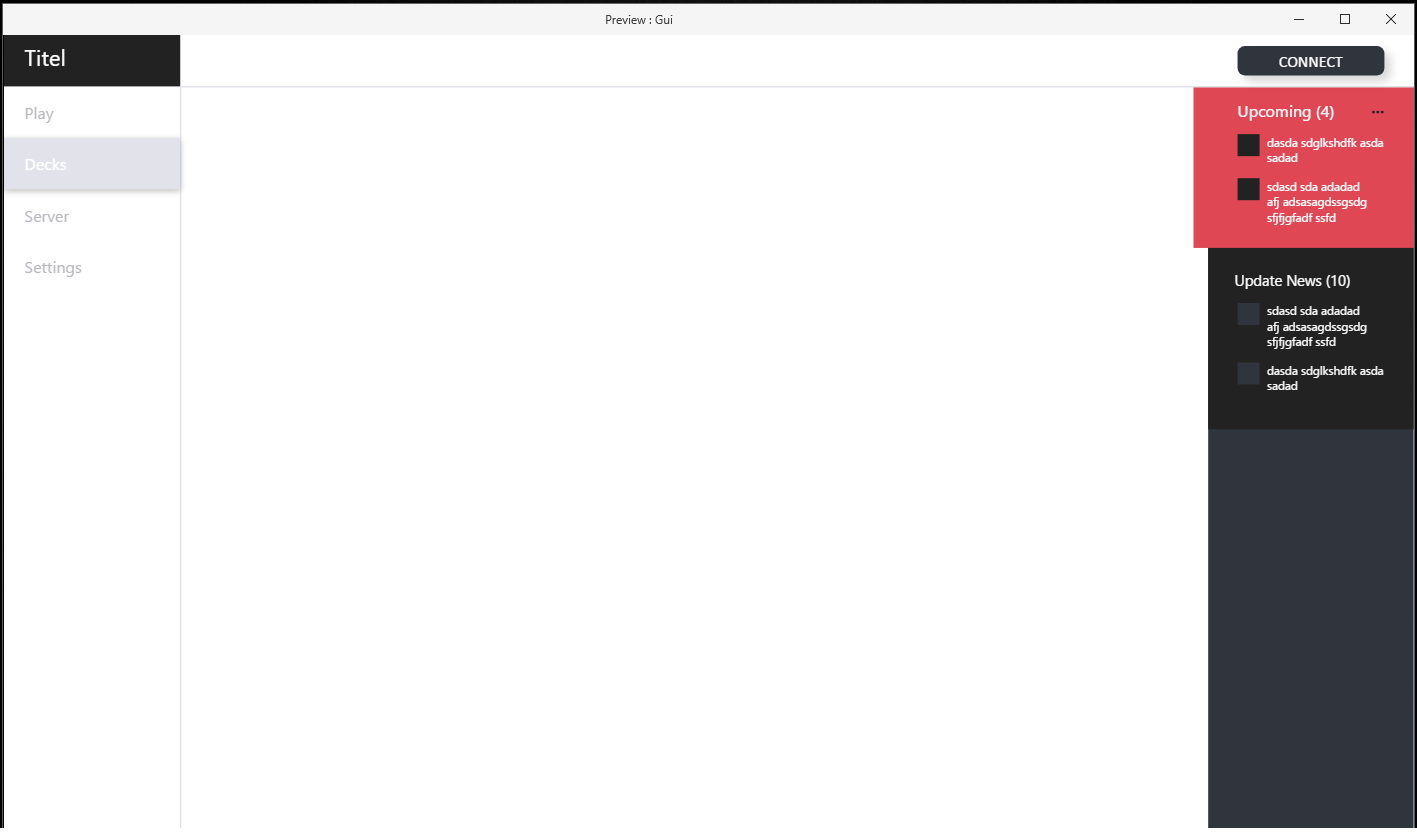 Preview : Gui
Titel
CONNECT
Play
Decks
Server
Settings
Upcoming (4) ...
dasda sdglkshdfk asda
sadad
sdasd sda adadad
afj adsasagdssgsdg
sfjfjgfadf ssfd
Update News (10)
sdasd sda adadad
afj adsasagdssgsdg
sfjfjgfadf ssfd
dasda sdglkshdfk asda
sadad